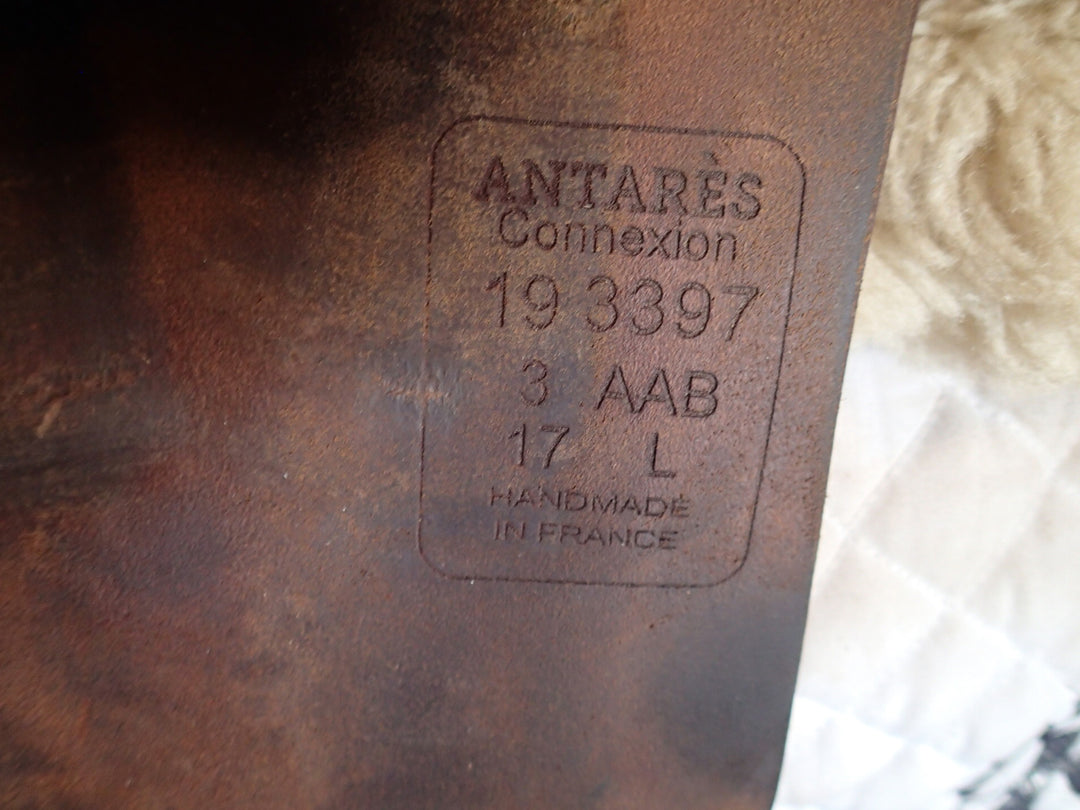 ANTARÈS
Connexion
19 3397
3 AAB
17 L
HANDMADE
IN FRANCE